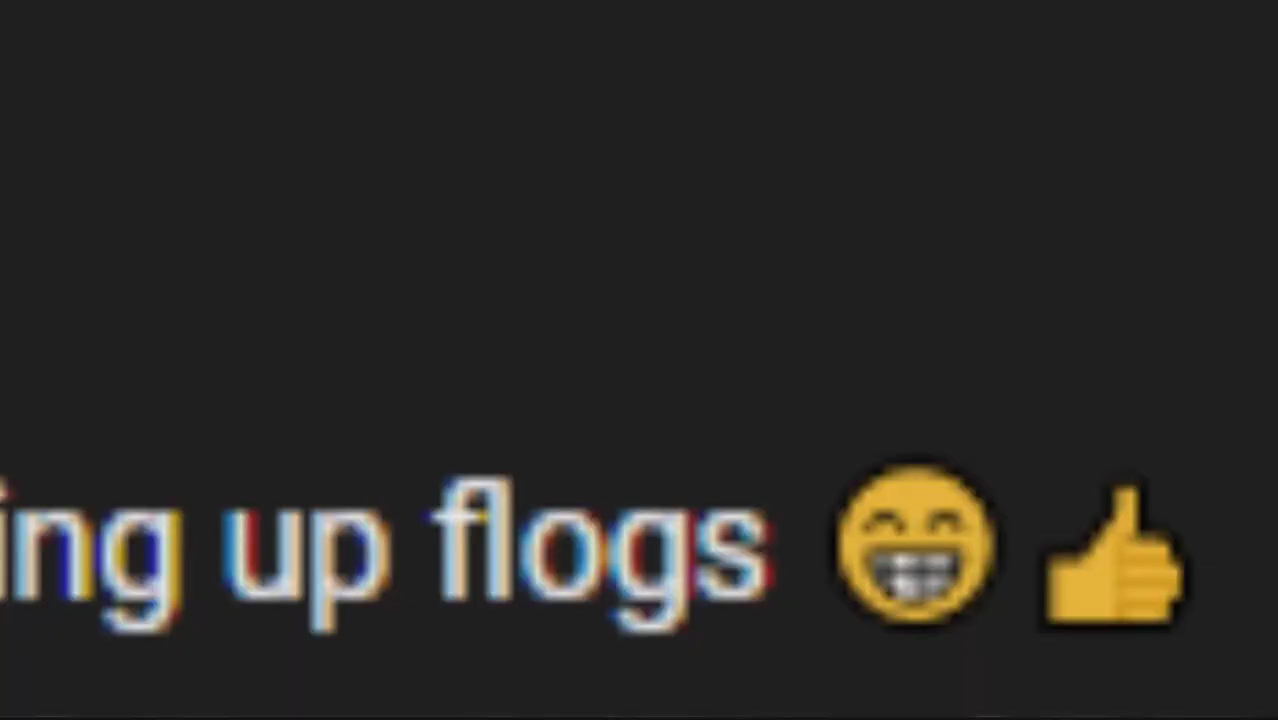 ing up flogs 😁👍